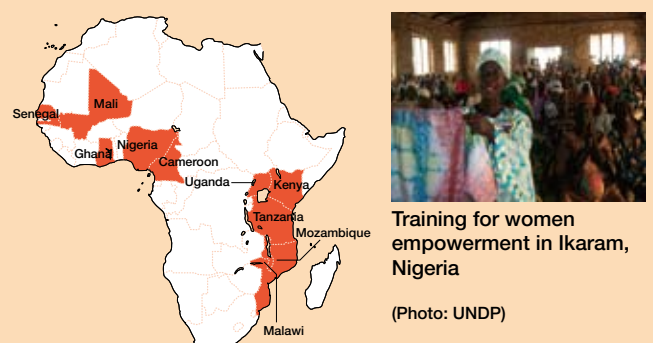 Senegal
Mali
Ghana
Nigeria
Cameroon
Uganda
Kenya
Tanzania
Mozambique
Malawi
Training for women
empowerment in Ikaram,
Nigeria
(Photo: UNDP)